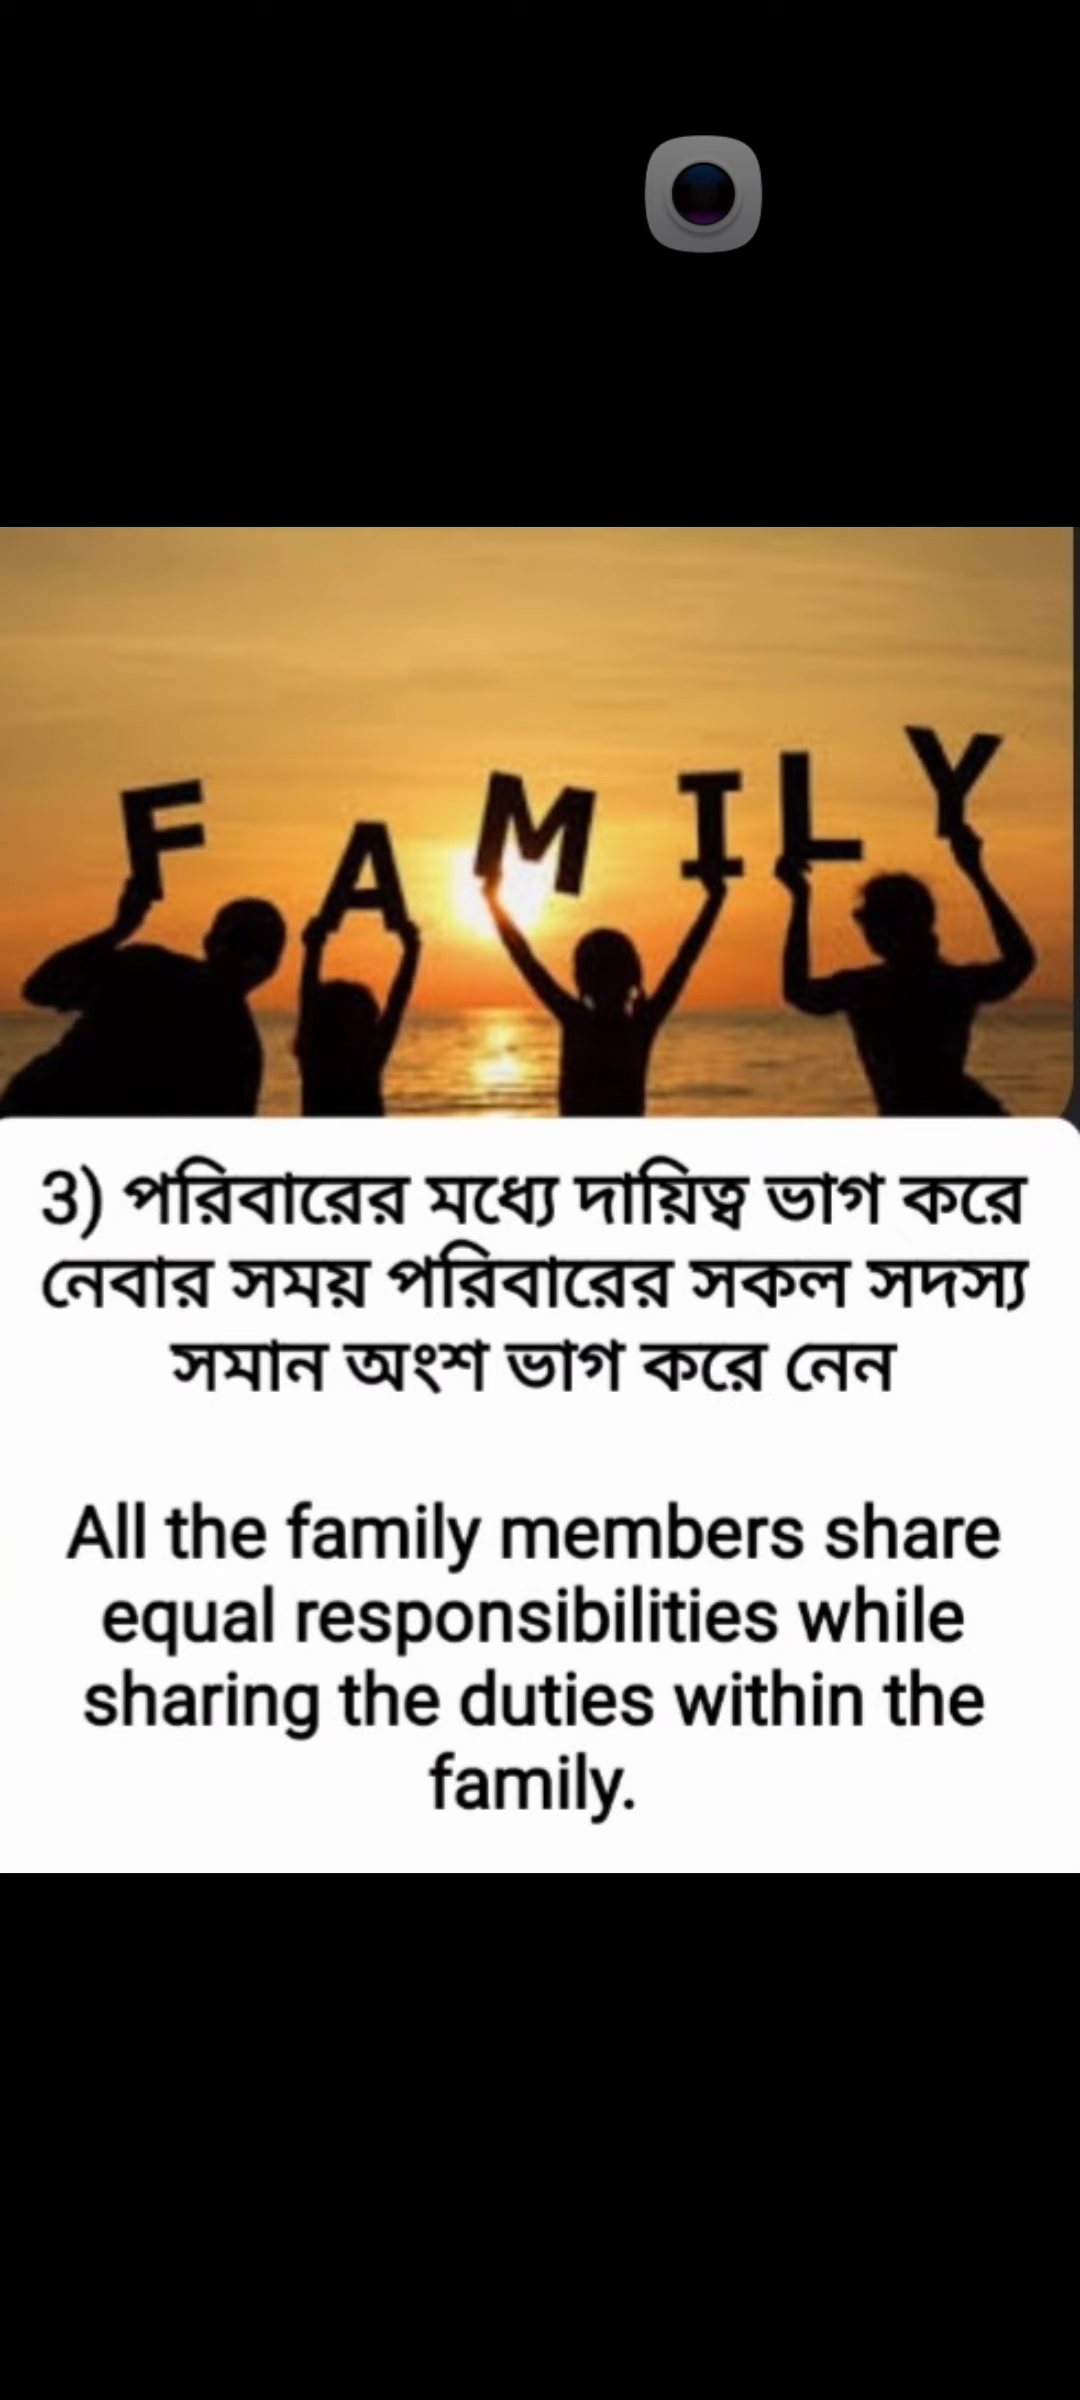 FAMILY
3) পরিবারের মধ্যে দায়িত্ব ভাগ করে
নেবার সময় পরিবারের সকল সদস্য
সমান অংশ ভাগ করে নেন
All the family members share
equal responsibilities while
sharing the duties within the
family.